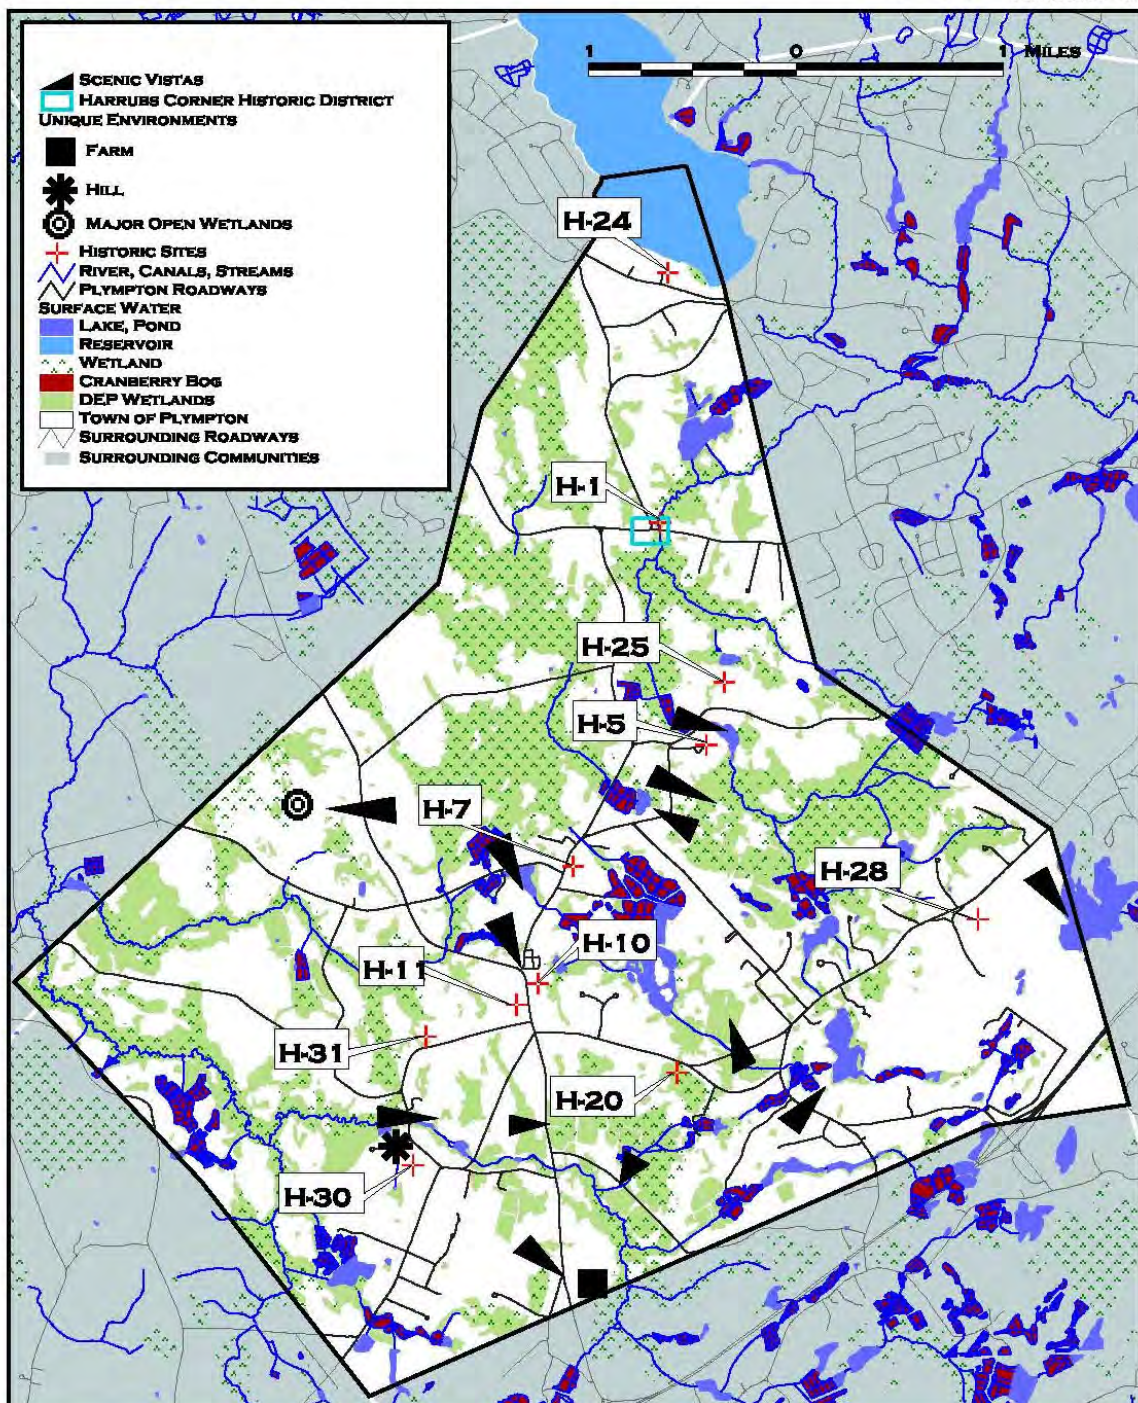 1 0 1 MILES
SCENIC VISTAS
HARRUBS CORNER HISTORIC DISTRICT
UNIQUE ENVIRONMENTS
FARM
HILL
MAJOR OPEN WETLANDS
HISTORIC SITES
RIVER, CANALS, STREAMS
PLYMPTON ROADWAYS
SURFACE WATER
LAKE, POND
RESERVOIR
WETLAND
CRANBERRY BOG
DEP WETLANDS
TOWN OF PLYMPTON
SURROUNDING ROADWAYS
SURROUNDING COMMUNITIES
H-24
H-1
H-25
H-5
H-7
H-28
H-10
H-11
H-31
H-20
H-30